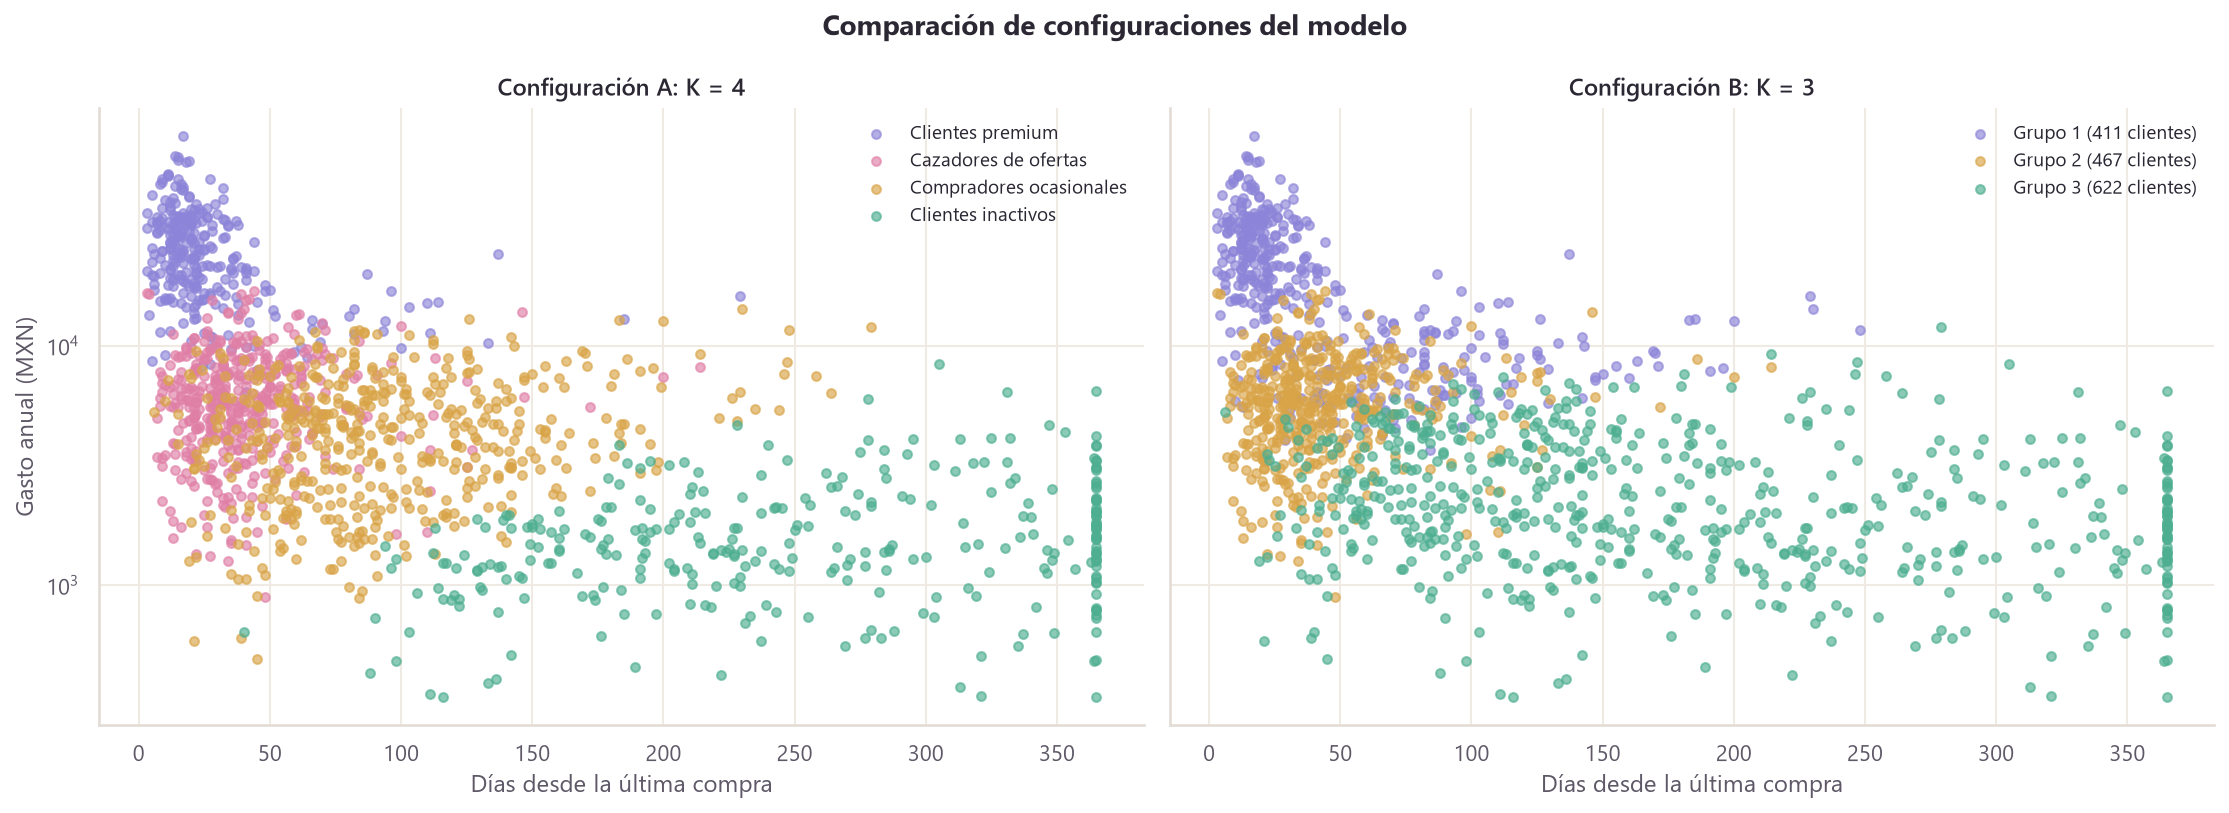 Comparación de configuraciones del modelo
Configuración A: K = 4
Clientes premium
Cazadores de ofertas
Compradores ocasionales
Clientes inactivos
Gasto anual (MXN)
10⁴
10³
0 50 100 150 200 250 300 350
Días desde la última compra
Configuración B: K = 3
Grupo 1 (411 clientes)
Grupo 2 (467 clientes)
Grupo 3 (622 clientes)
0 50 100 150 200 250 300 350
Días desde la última compra